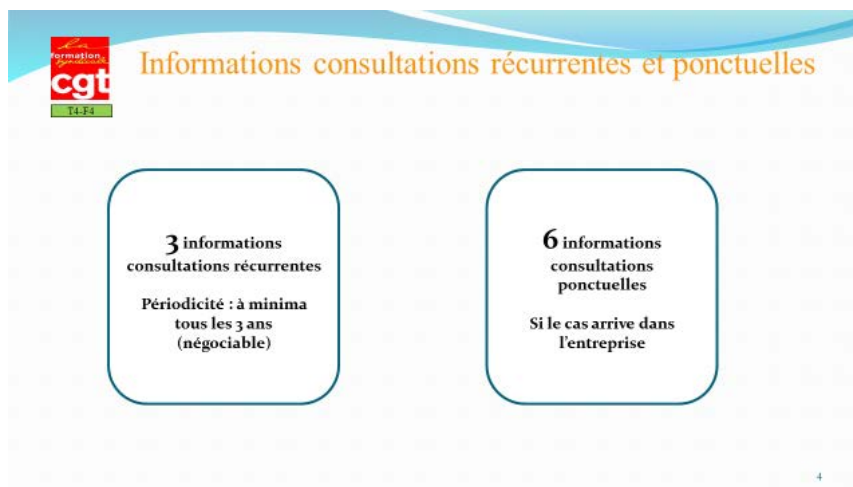 la
formation
syndicale
cgt
T4-F4
Informations consultations récurrentes et ponctuelles
3 informations
consultations récurrentes
Périodicité : à minima
tous les 3 ans
(négociable)
6 informations
consultations
ponctuelles
Si le cas arrive dans
l'entreprise
4